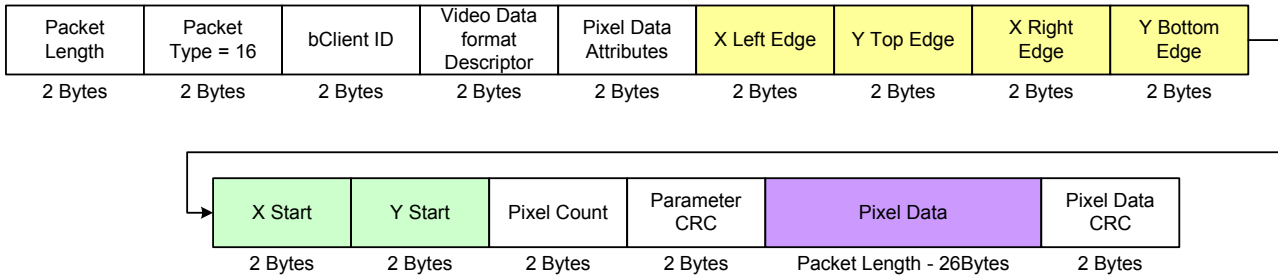 Packet
Length
Packet
Type = 16
bClient ID
Video Data
format
Descriptor
Pixel Data
Attributes
X Left Edge
Y Top Edge
X Right
Edge
Y Bottom
Edge
2 Bytes
2 Bytes
2 Bytes
2 Bytes
2 Bytes
2 Bytes
2 Bytes
2 Bytes
2 Bytes
X Start
Y Start
Pixel Count
Parameter
CRC
Pixel Data
Pixel Data
CRC
2 Bytes
2 Bytes
2 Bytes
2 Bytes
Packet Length - 26Bytes
2 Bytes